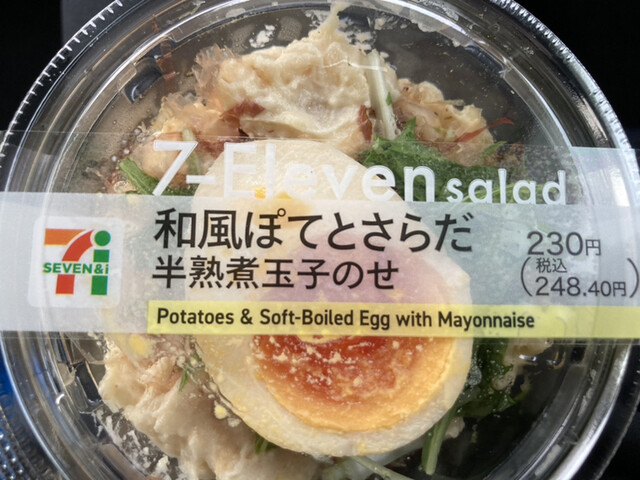 7-Eleven salad
和風ぽてとさらだ
半熟煮玉子のせ
230円
(税込 248.40円)
SEVEN&i
Potatoes & Soft-Boiled Egg with Mayonnaise